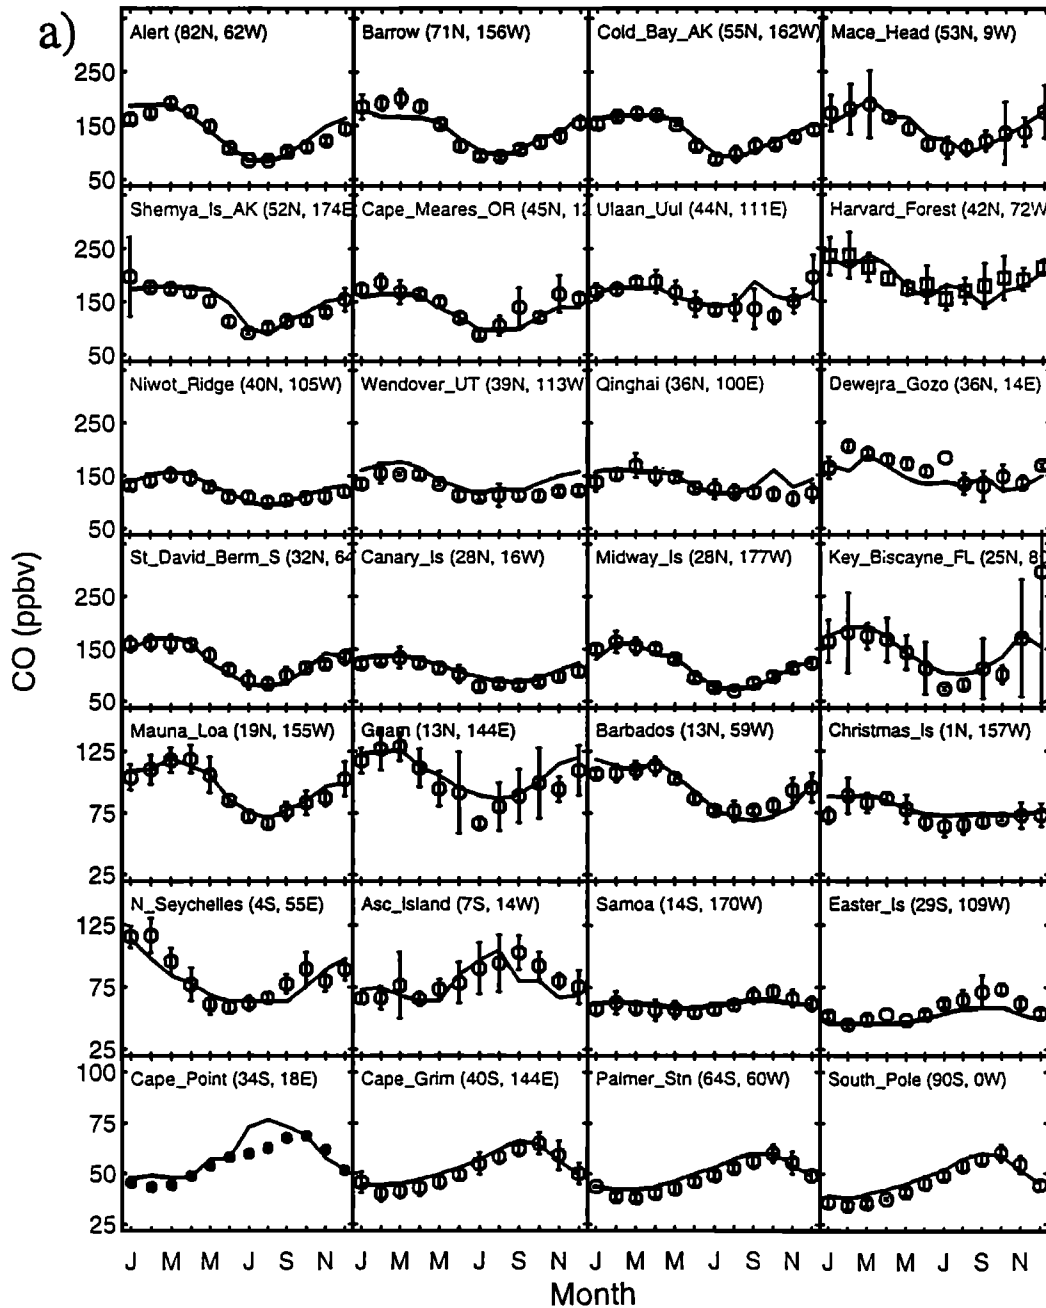 a)
Alert (82N, 62W)
Barrow (71N, 156W)
Cold_Bay_AK (55N, 162W)
Mace_Head (53N, 9W)
250
150
50
Shemya_Is_AK (52N, 174E
Cape_Meares_OR (45N, 12
Ulaan_Uul (44N, 111E)
Harvard_Forest (42N, 72W
250
150
50
Niwot_Ridge (40N, 105W)
Wendover_UT (39N, 113W
Qinghai (36N, 100E)
Dewejra_Gozo (36N, 14E)
250
150
50
St_David_Berm_S (32N, 64
Canary_Is (28N, 16W)
Midway_Is (28N, 177W)
Key_Biscayne_FL (25N, 8
250
150
50
CO (ppbv)
Mauna_Loa (19N, 155W)
Guam (13N, 144E)
Barbados (13N, 59W)
Christmas_Is (1N, 157W)
125
75
25
N_Seychelles (4S, 55E)
Asc_Island (7S, 14W)
Samoa (14S, 170W)
Easter_Is (29S, 109W)
125
75
25
Cape_Point (34S, 18E)
Cape_Grim (40S, 144E)
Palmer_Stn (64S, 60W)
South_Pole (90S, 0W)
100
75
50
25
J M M J S N J M M J S N J M M J S N J M M J S N
Month